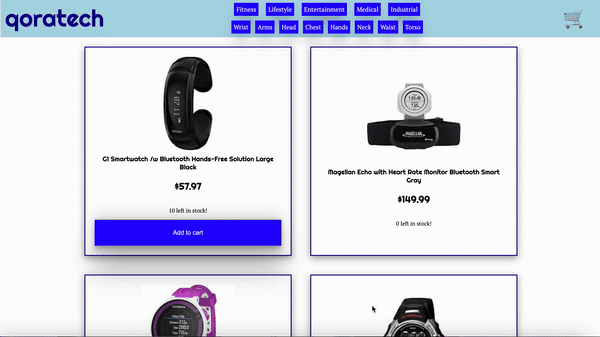 qoratech
Fitness Lifestyle Entertainment Medical Industrial
Wrist Arms Head Chest Hands Neck Waist Torso
G1 Smartwatch /w Bluetooth Hands-Free Solution Large
Black
$57.97
10 left in stock!
Add to cart
MAGELLAN
Magellan Echo with Heart Rate Monitor Bluetooth Smart
Gray
$149.99
0 left in stock!